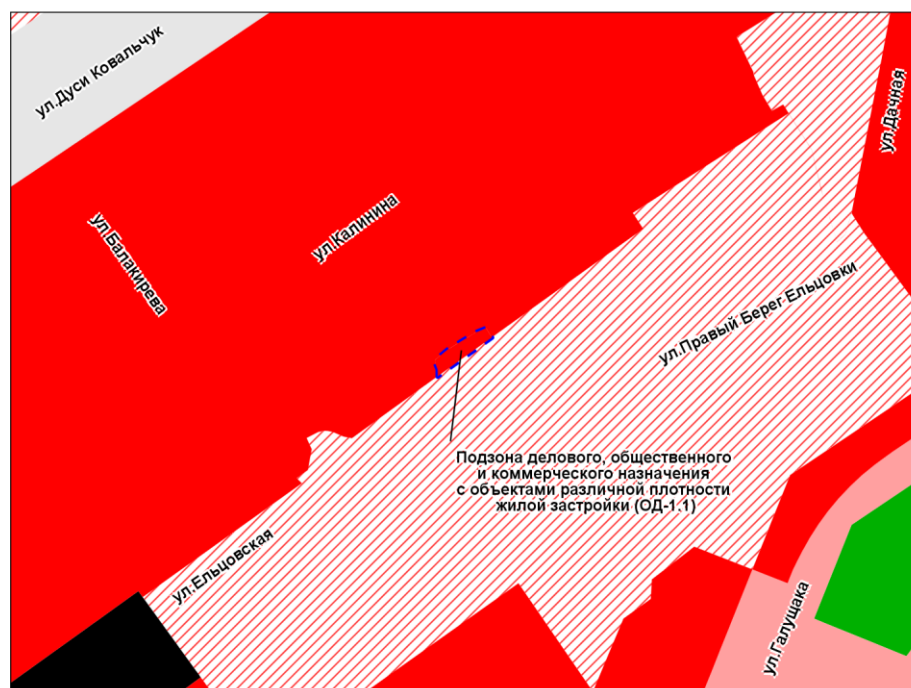 ул.Дуси Ковальчук
ул.Дачная
ул.Балакирева
ул.Калинина
ул.Правый Берег Ельцовки
Подзона делового, общественного
и коммерческого назначения
с объектами различной плотности
жилой застройки (ОД-1.1)
ул.Ельцовская
ул.Галущака